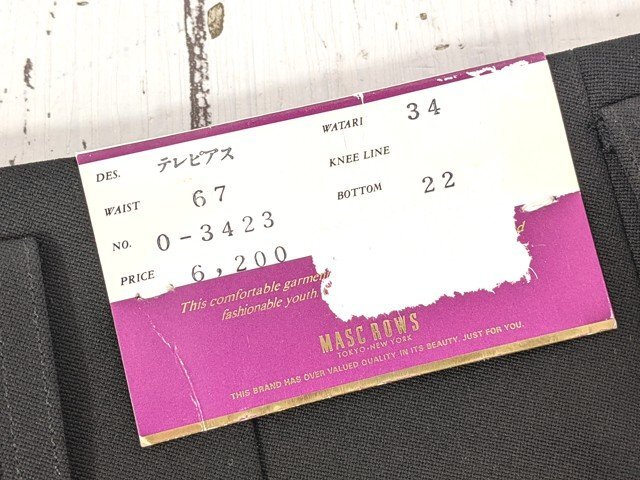 DES. テレピアス
WAIST 67
NO. 0-3423
PRICE 6,200
WATARI 34
KNEE LINE
BOTTOM 22
This comfortable garment
fashionable youth
MASC ROWS
TOKYO·NEW YORK
THIS BRAND HAS OVER VALUED QUALITY IN ITS BEAUTY. JUST FOR YOU.